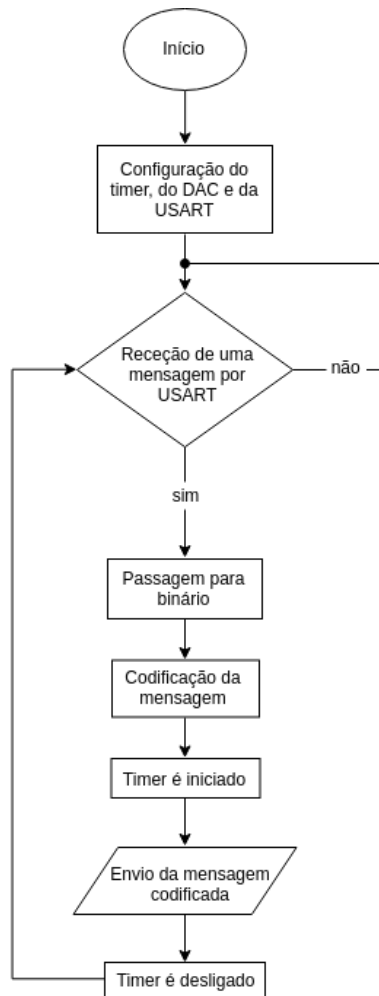 Início
Configuração do
timer, do DAC e da
USART
Receção de uma
mensagem por
USART
não
sim
Passagem para
binário
Codificação da
mensagem
Timer é iniciado
Envio da mensagem
codificada
Timer é desligado